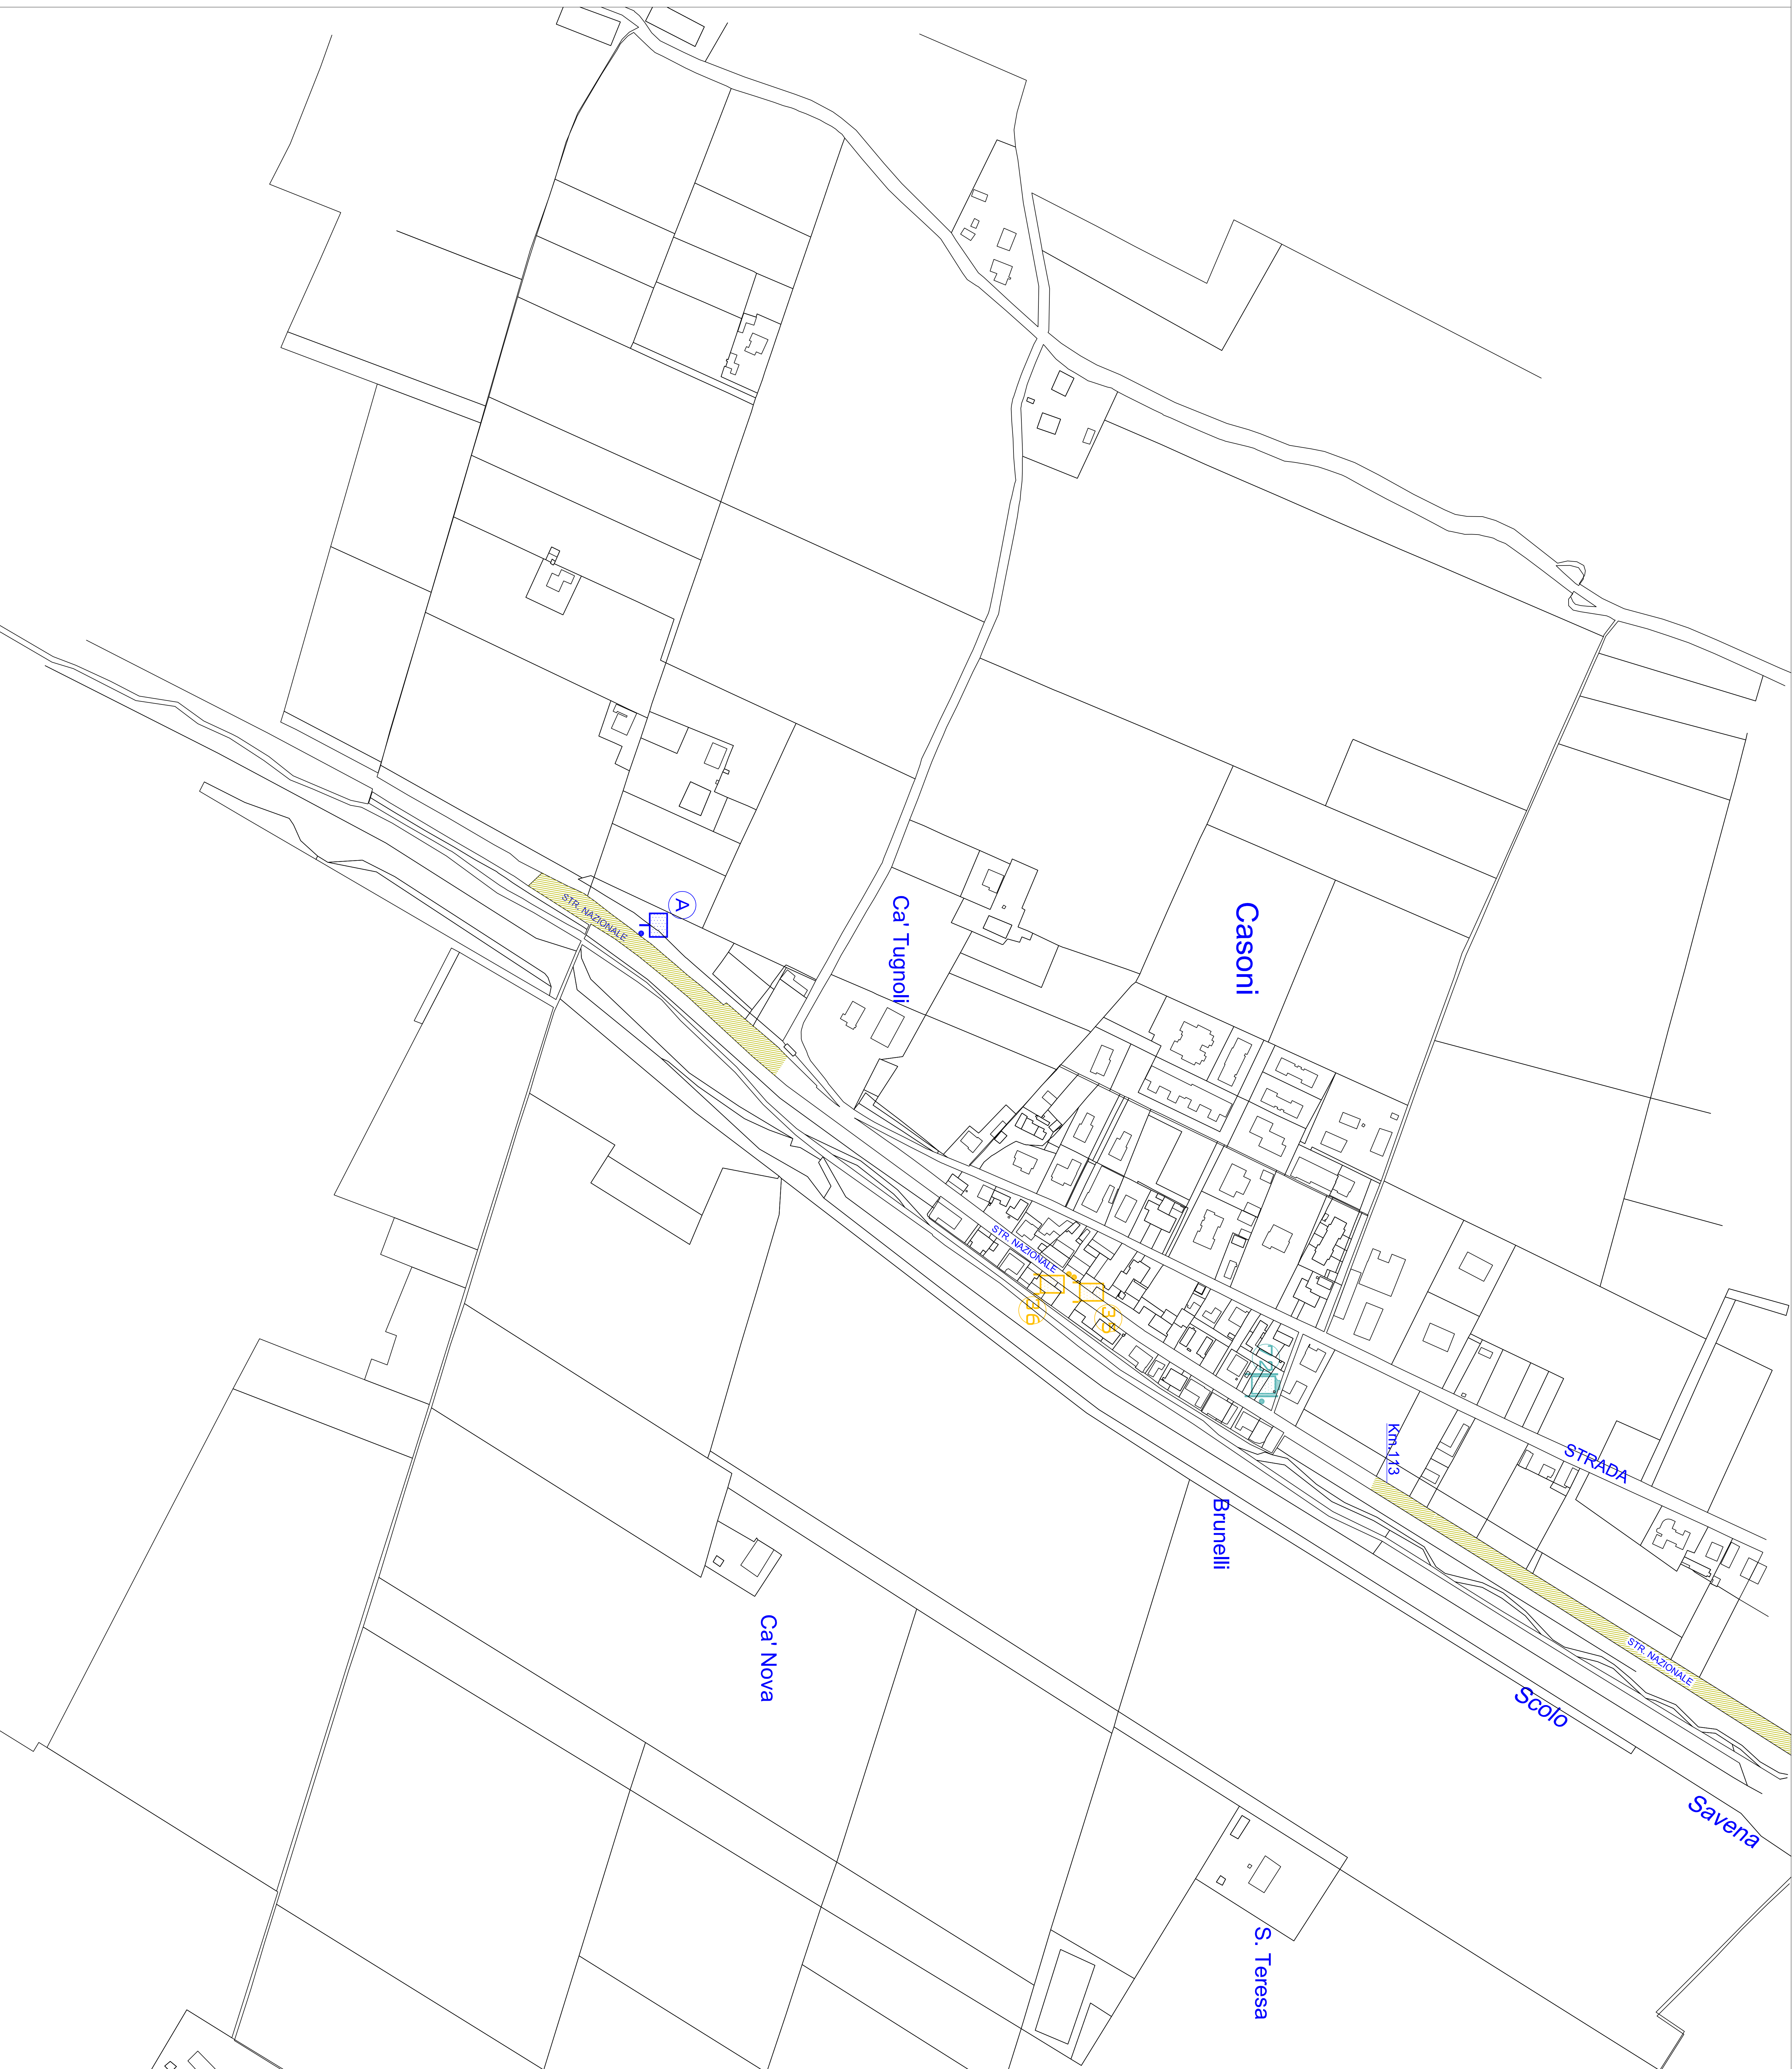 STR. NAZIONALE
A
Ca' Tugnoli
Casoni
STR. NAZIONALE
36
35
Km.113
STRADA
Brunelli
STR. NAZIONALE
Ca' Nova
Scolo
Savena
S. Teresa